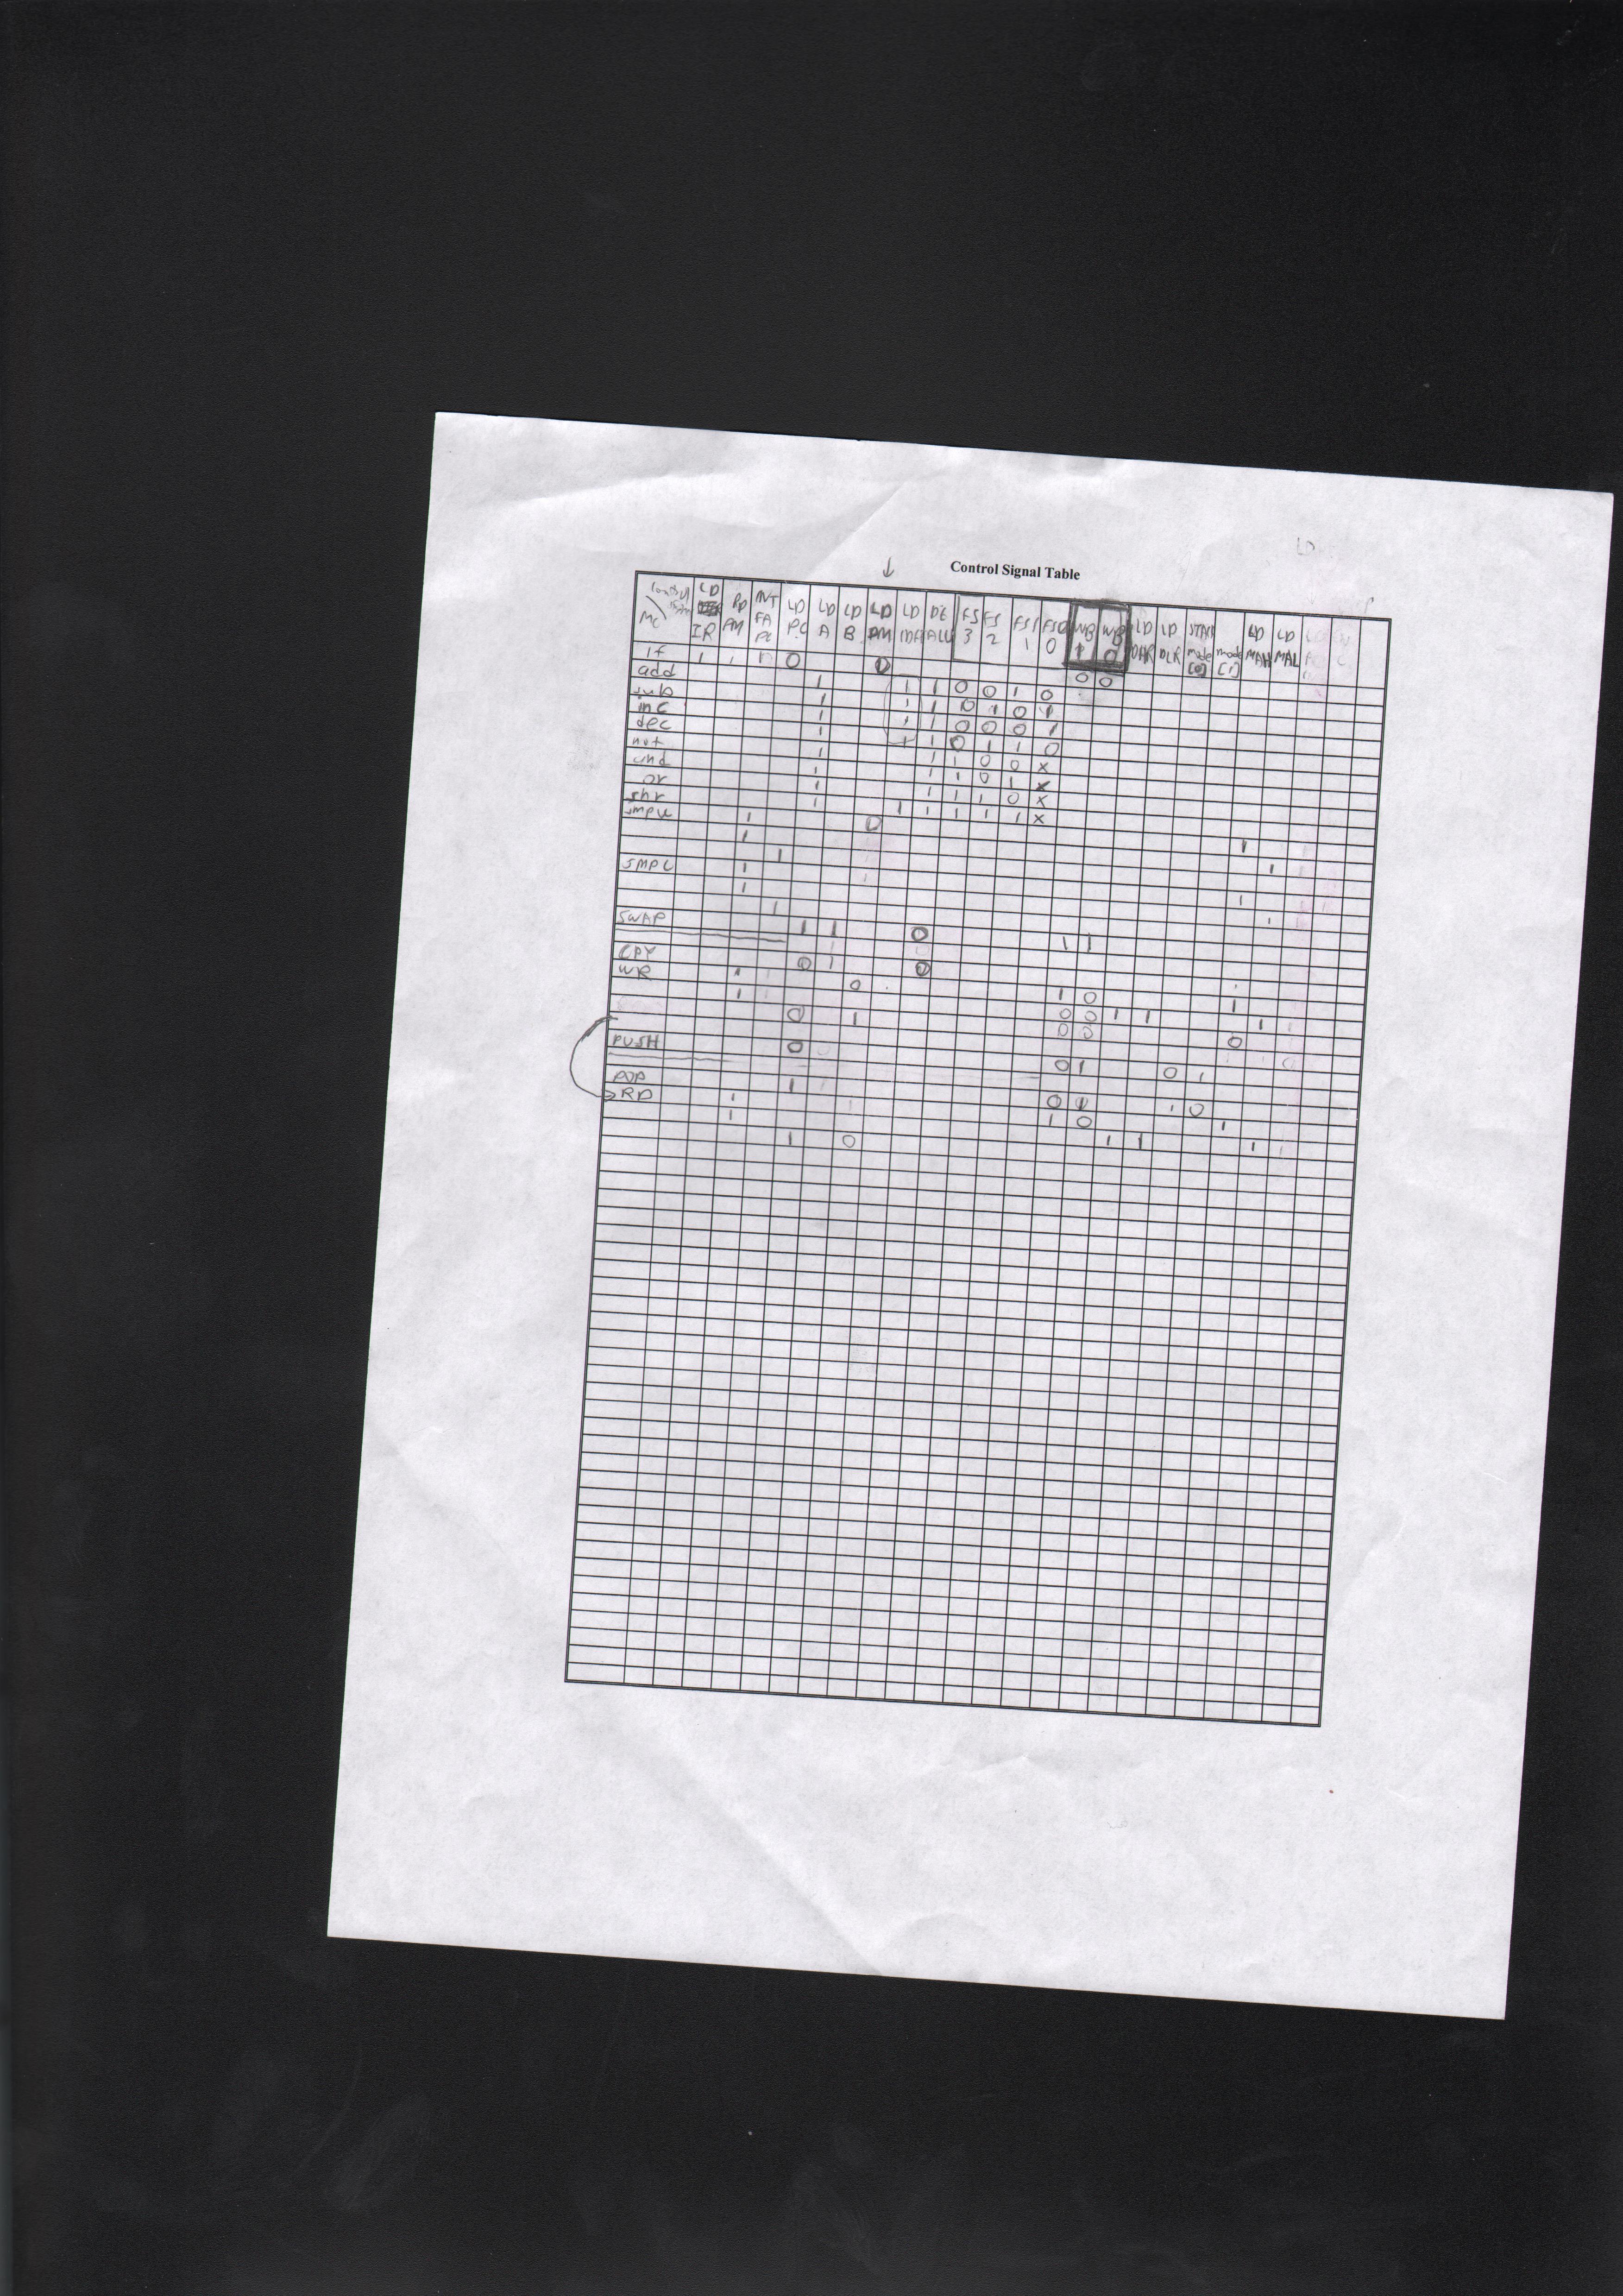 LD
↓
Control Signal Table
MC LD IR RD AM INT FA PC LD PC LD A LD B LD AM LD IDA DE ALU FS 3 FS 2 FS 1 FS 0 WB 1 WB 0 LD DAR LD DLR STAS mode [0] mode [1] LD MAH LD MAL
If 1 1 1 0 0
add 1 1 1 0 0 1 0 0 0
sub 1 1 1 0 1 0 1
inc 1 1 1 0 0 0 1
dec 1 1 1 0 1 1 0
not 1 1 1 0 0 x
and 1 1 1 0 1 x
or 1 1 1 1 0 x
shr 1 1 1 1 1 1 x
jmpu 1 0
1 1
1 1
JMPC 1 1
1
1 1
1
SWAP 1 1 0 1 1
CPY 0 1 0
WR 1 0
1 1 0 1
0 1 0 0 1 1 1
0 0 0
PUSH 0
0 1 0 1
POP 1
RD 1 0 1 1 0
1 1 0 1
1 0 1 1 1